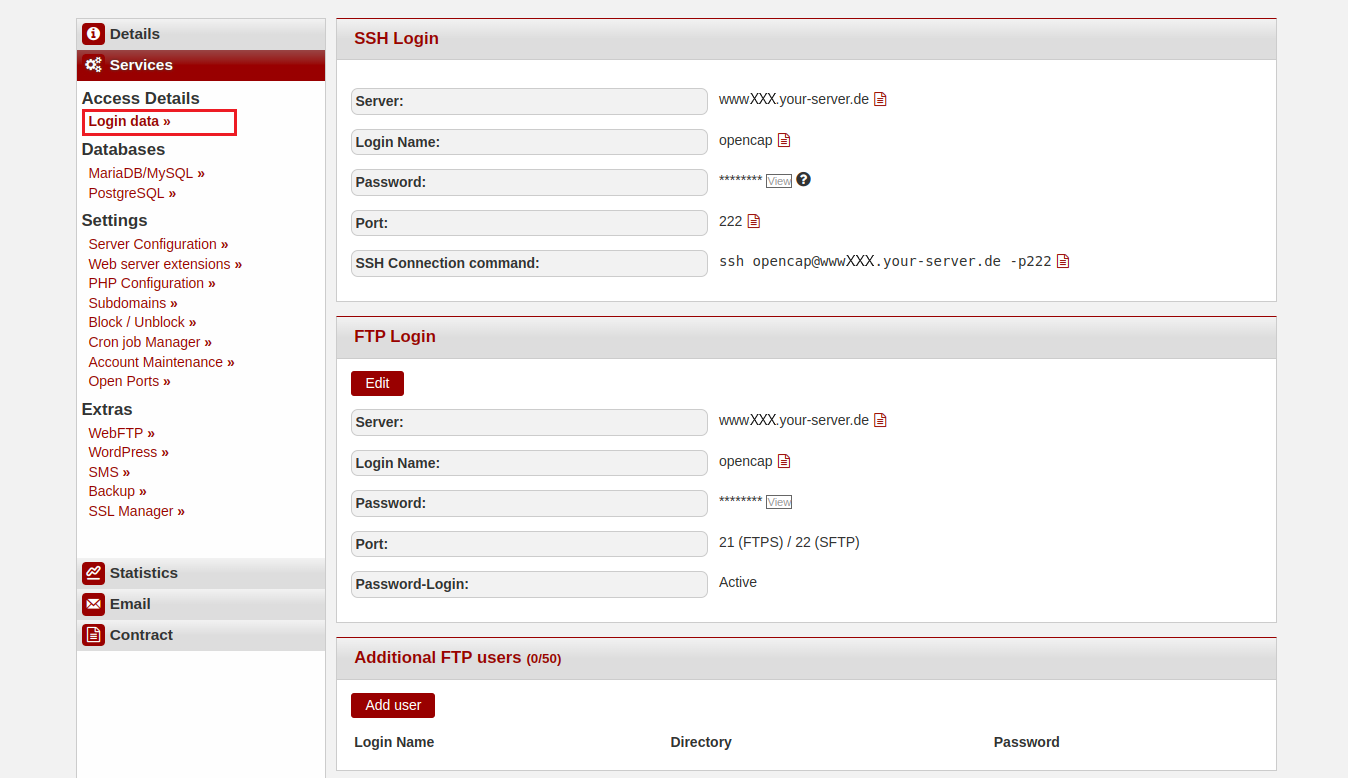 Details
Services
Access Details
Login data »
Databases
MariaDB/MySQL »
PostgreSQL »
Settings
Server Configuration »
Web server extensions »
PHP Configuration »
Subdomains »
Block / Unblock »
Cron job Manager »
Account Maintenance »
Open Ports »
Extras
WebFTP »
WordPress »
SMS »
Backup »
SSL Manager »
Statistics
Email
Contract
SSH Login
Server: wwwXXX.your-server.de
Login Name: opencap
Password: ******** View ?
Port: 222
SSH Connection command: ssh opencap@wwwXXX.your-server.de -p222
FTP Login
Edit
Server: wwwXXX.your-server.de
Login Name: opencap
Password: ******** View
Port: 21 (FTPS) / 22 (SFTP)
Password-Login: Active
Additional FTP users (0/50)
Add user
Login Name Directory Password